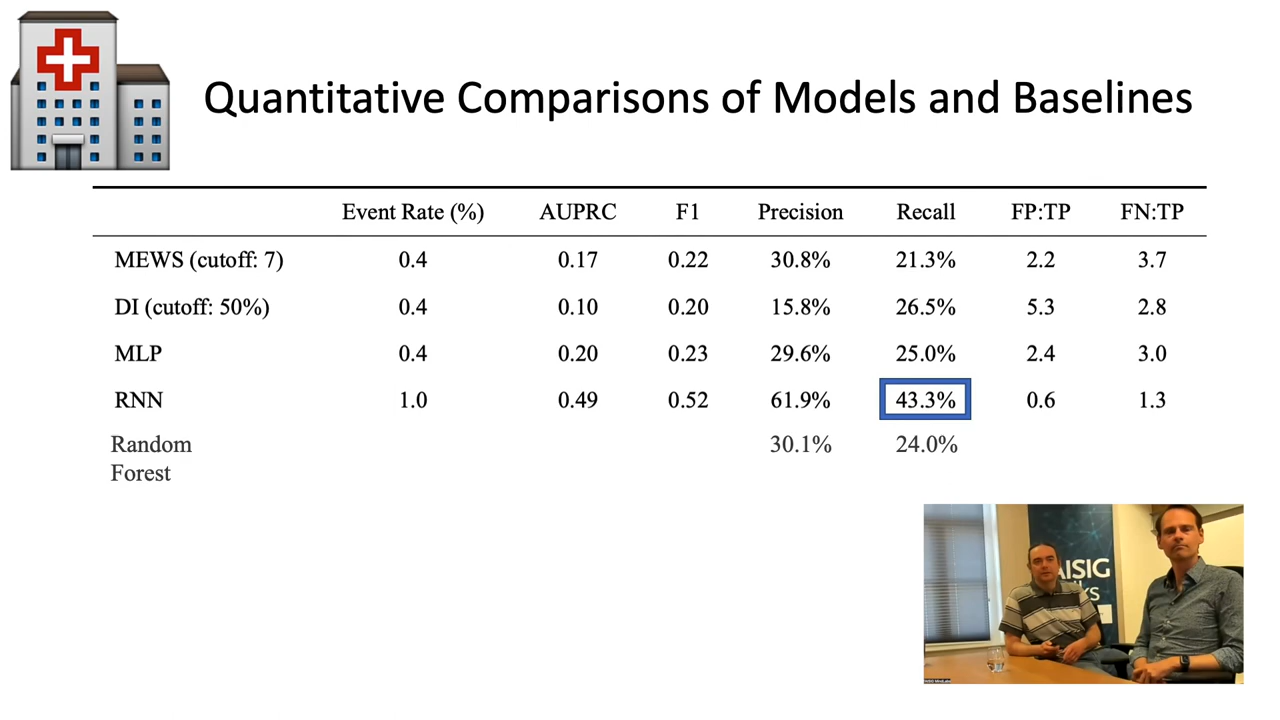 Quantitative Comparisons of Models and Baselines
Event Rate (%) AUPRC F1 Precision Recall FP:TP FN:TP
MEWS (cutoff: 7) 0.4 0.17 0.22 30.8% 21.3% 2.2 3.7
DI (cutoff: 50%) 0.4 0.10 0.20 15.8% 26.5% 5.3 2.8
MLP 0.4 0.20 0.23 29.6% 25.0% 2.4 3.0
RNN 1.0 0.49 0.52 61.9% 43.3% 0.6 1.3
Random 30.1% 24.0%
Forest
AISIG